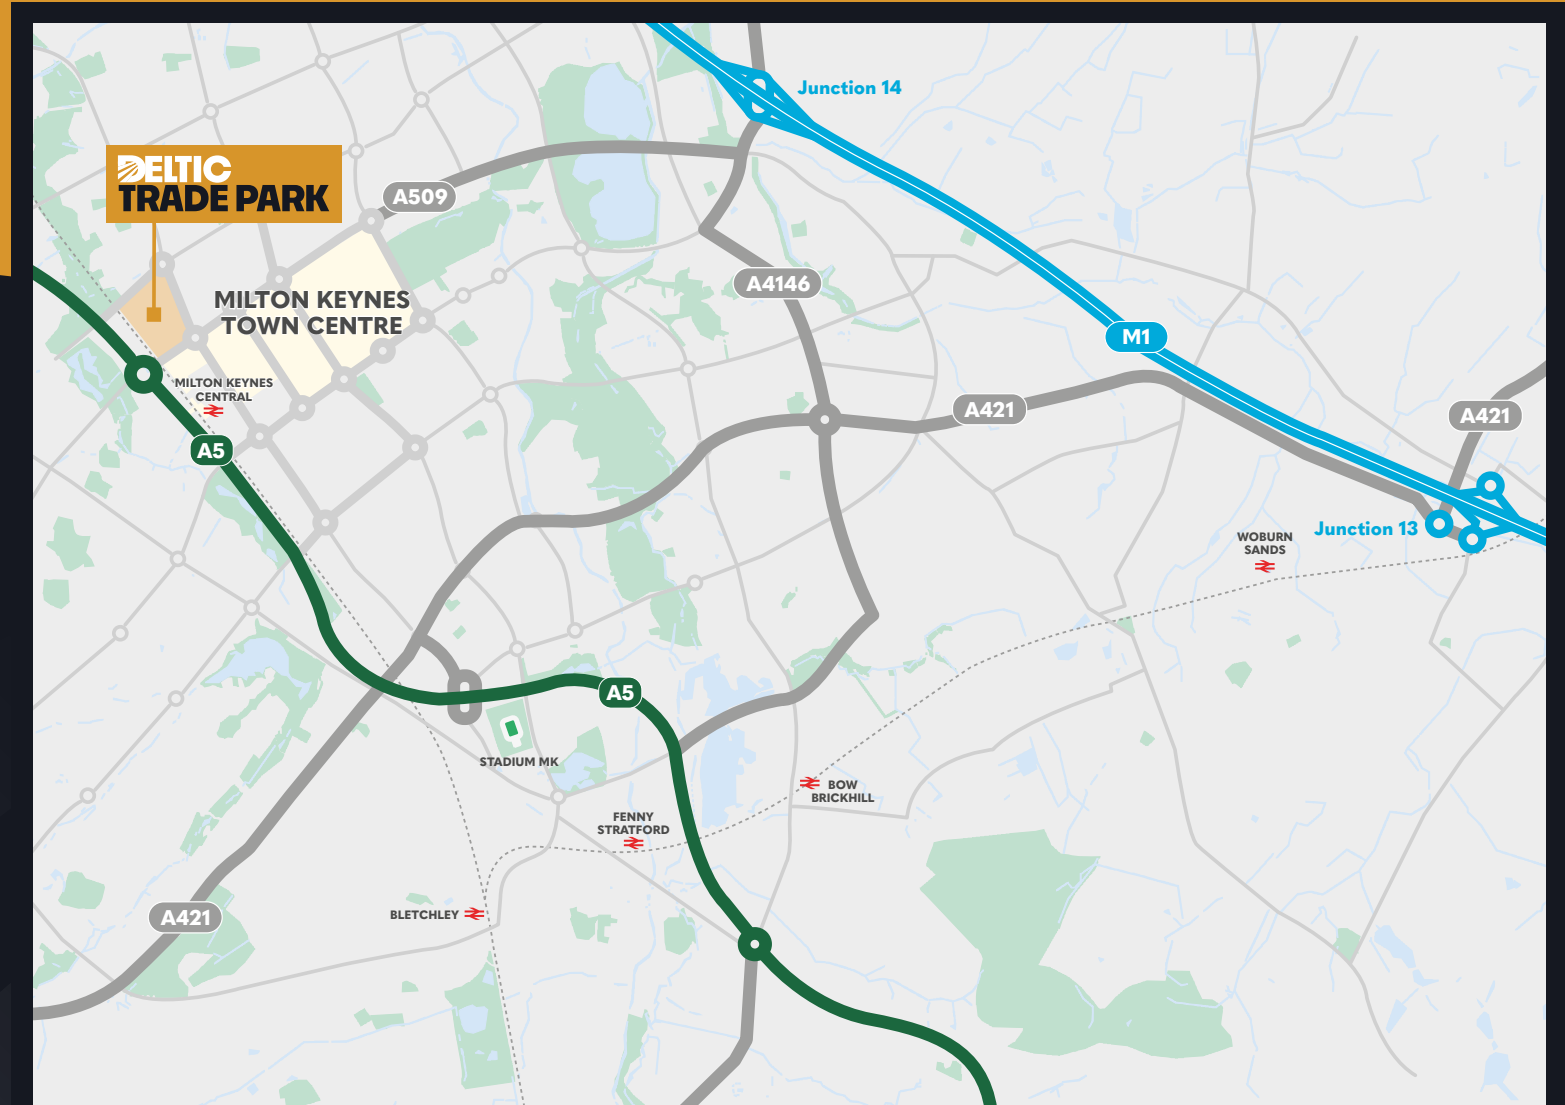 Junction 14
DELTIC
TRADE PARK
A509
A4146
MILTON KEYNES
TOWN CENTRE
M1
MILTON KEYNES
CENTRAL
A421
A421
A5
Junction 13
WOBURN
SANDS
A5
STADIUM MK
BOW
BRICKHILL
FENNY
STRATFORD
BLETCHLEY
A421